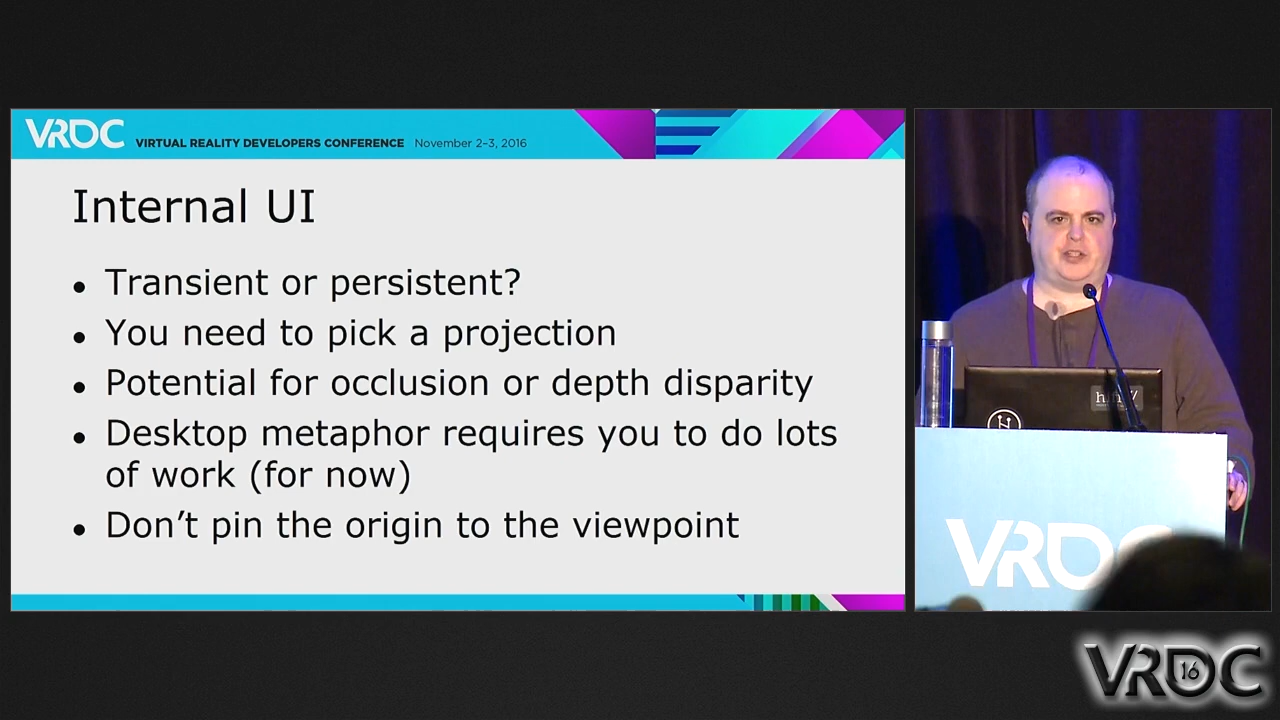 VRDC VIRTUAL REALITY DEVELOPERS CONFERENCE November 2-3, 2016
Internal UI
• Transient or persistent?
• You need to pick a projection
• Potential for occlusion or depth disparity
• Desktop metaphor requires you to do lots
of work (for now)
• Don't pin the origin to the viewpoint
VRDC
VRDC 16